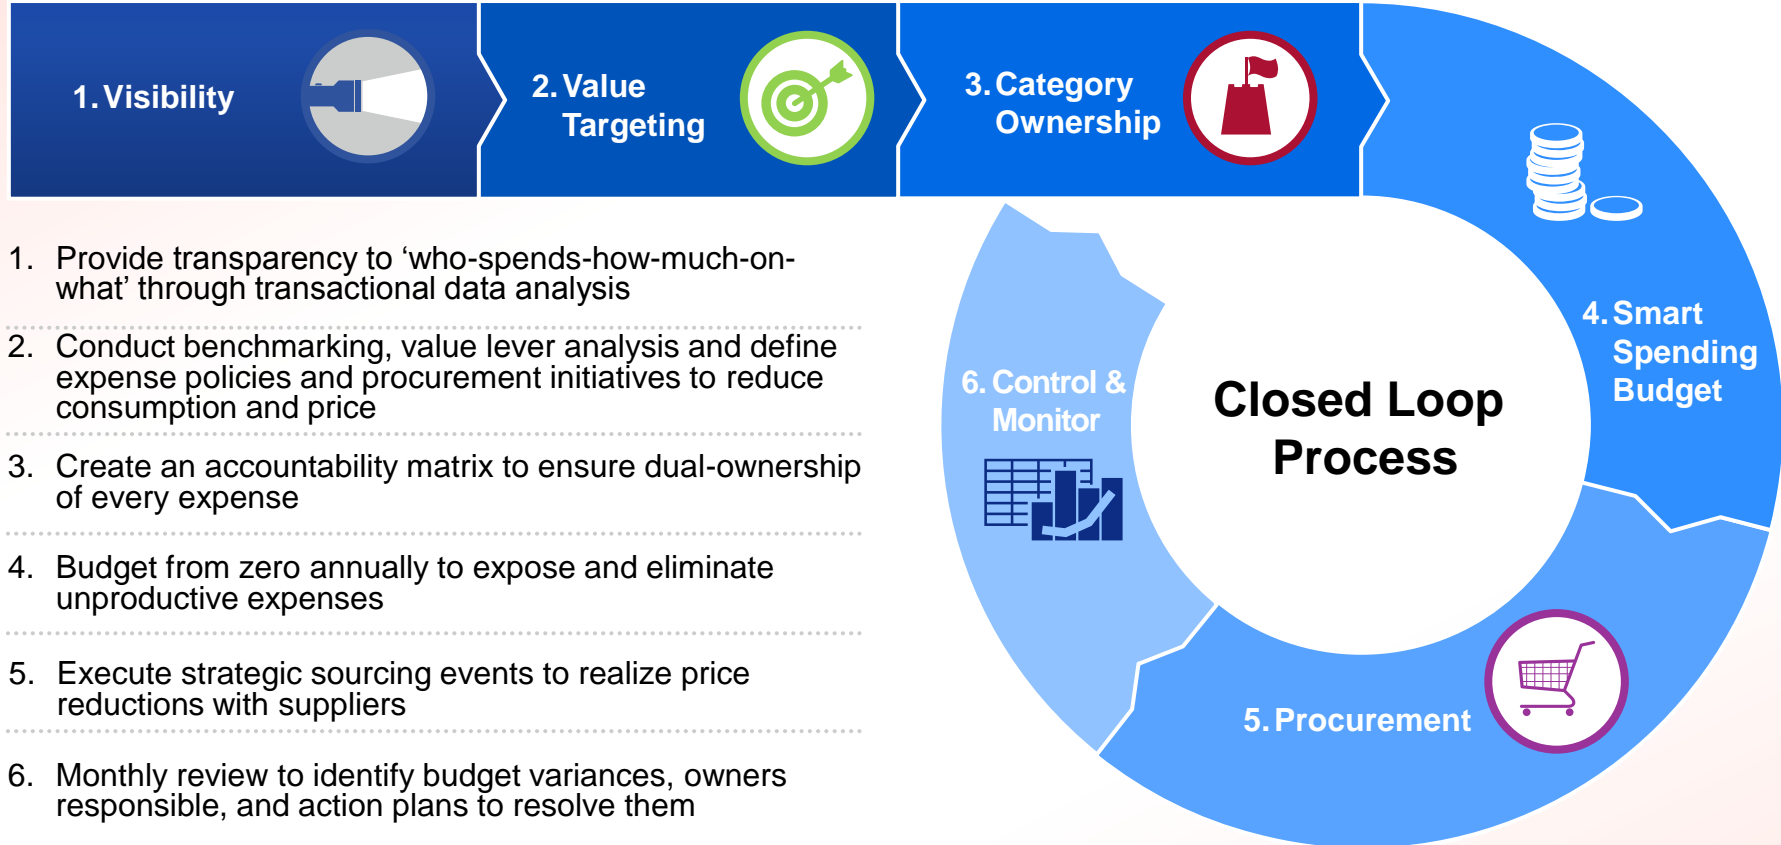 1. Visibility
2. Value
Targeting
3. Category
Ownership
4. Smart
Spending
Budget
5. Procurement
6. Control &
Monitor
Closed Loop
Process
1. Provide transparency to ‘who-spends-how-much-on-
what’ through transactional data analysis
2. Conduct benchmarking, value lever analysis and define
expense policies and procurement initiatives to reduce
consumption and price
3. Create an accountability matrix to ensure dual-ownership
of every expense
4. Budget from zero annually to expose and eliminate
unproductive expenses
5. Execute strategic sourcing events to realize price
reductions with suppliers
6. Monthly review to identify budget variances, owners
responsible, and action plans to resolve them